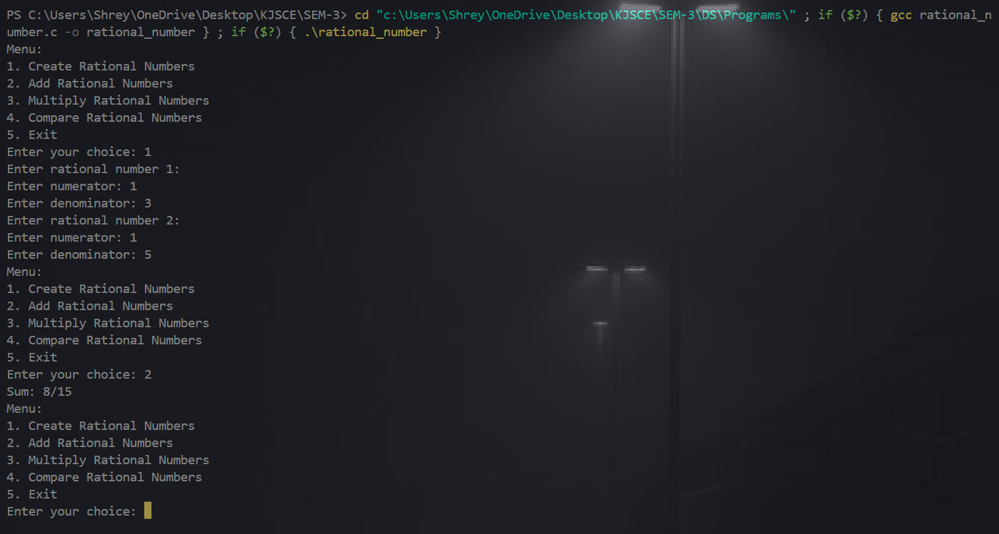 PS C:\Users\Shrey\OneDrive\Desktop\KJSCE\SEM-3> cd "c:\Users\Shrey\OneDrive\Desktop\KJSCE\SEM-3\DS\Programs\" ; if ($?) { gcc rational_n
umber.c -o rational_number } ; if ($?) { .\rational_number }
Menu:
1. Create Rational Numbers
2. Add Rational Numbers
3. Multiply Rational Numbers
4. Compare Rational Numbers
5. Exit
Enter your choice: 1
Enter rational number 1:
Enter numerator: 1
Enter denominator: 3
Enter rational number 2:
Enter numerator: 1
Enter denominator: 5
Menu:
1. Create Rational Numbers
2. Add Rational Numbers
3. Multiply Rational Numbers
4. Compare Rational Numbers
5. Exit
Enter your choice: 2
Sum: 8/15
Menu:
1. Create Rational Numbers
2. Add Rational Numbers
3. Multiply Rational Numbers
4. Compare Rational Numbers
5. Exit
Enter your choice: